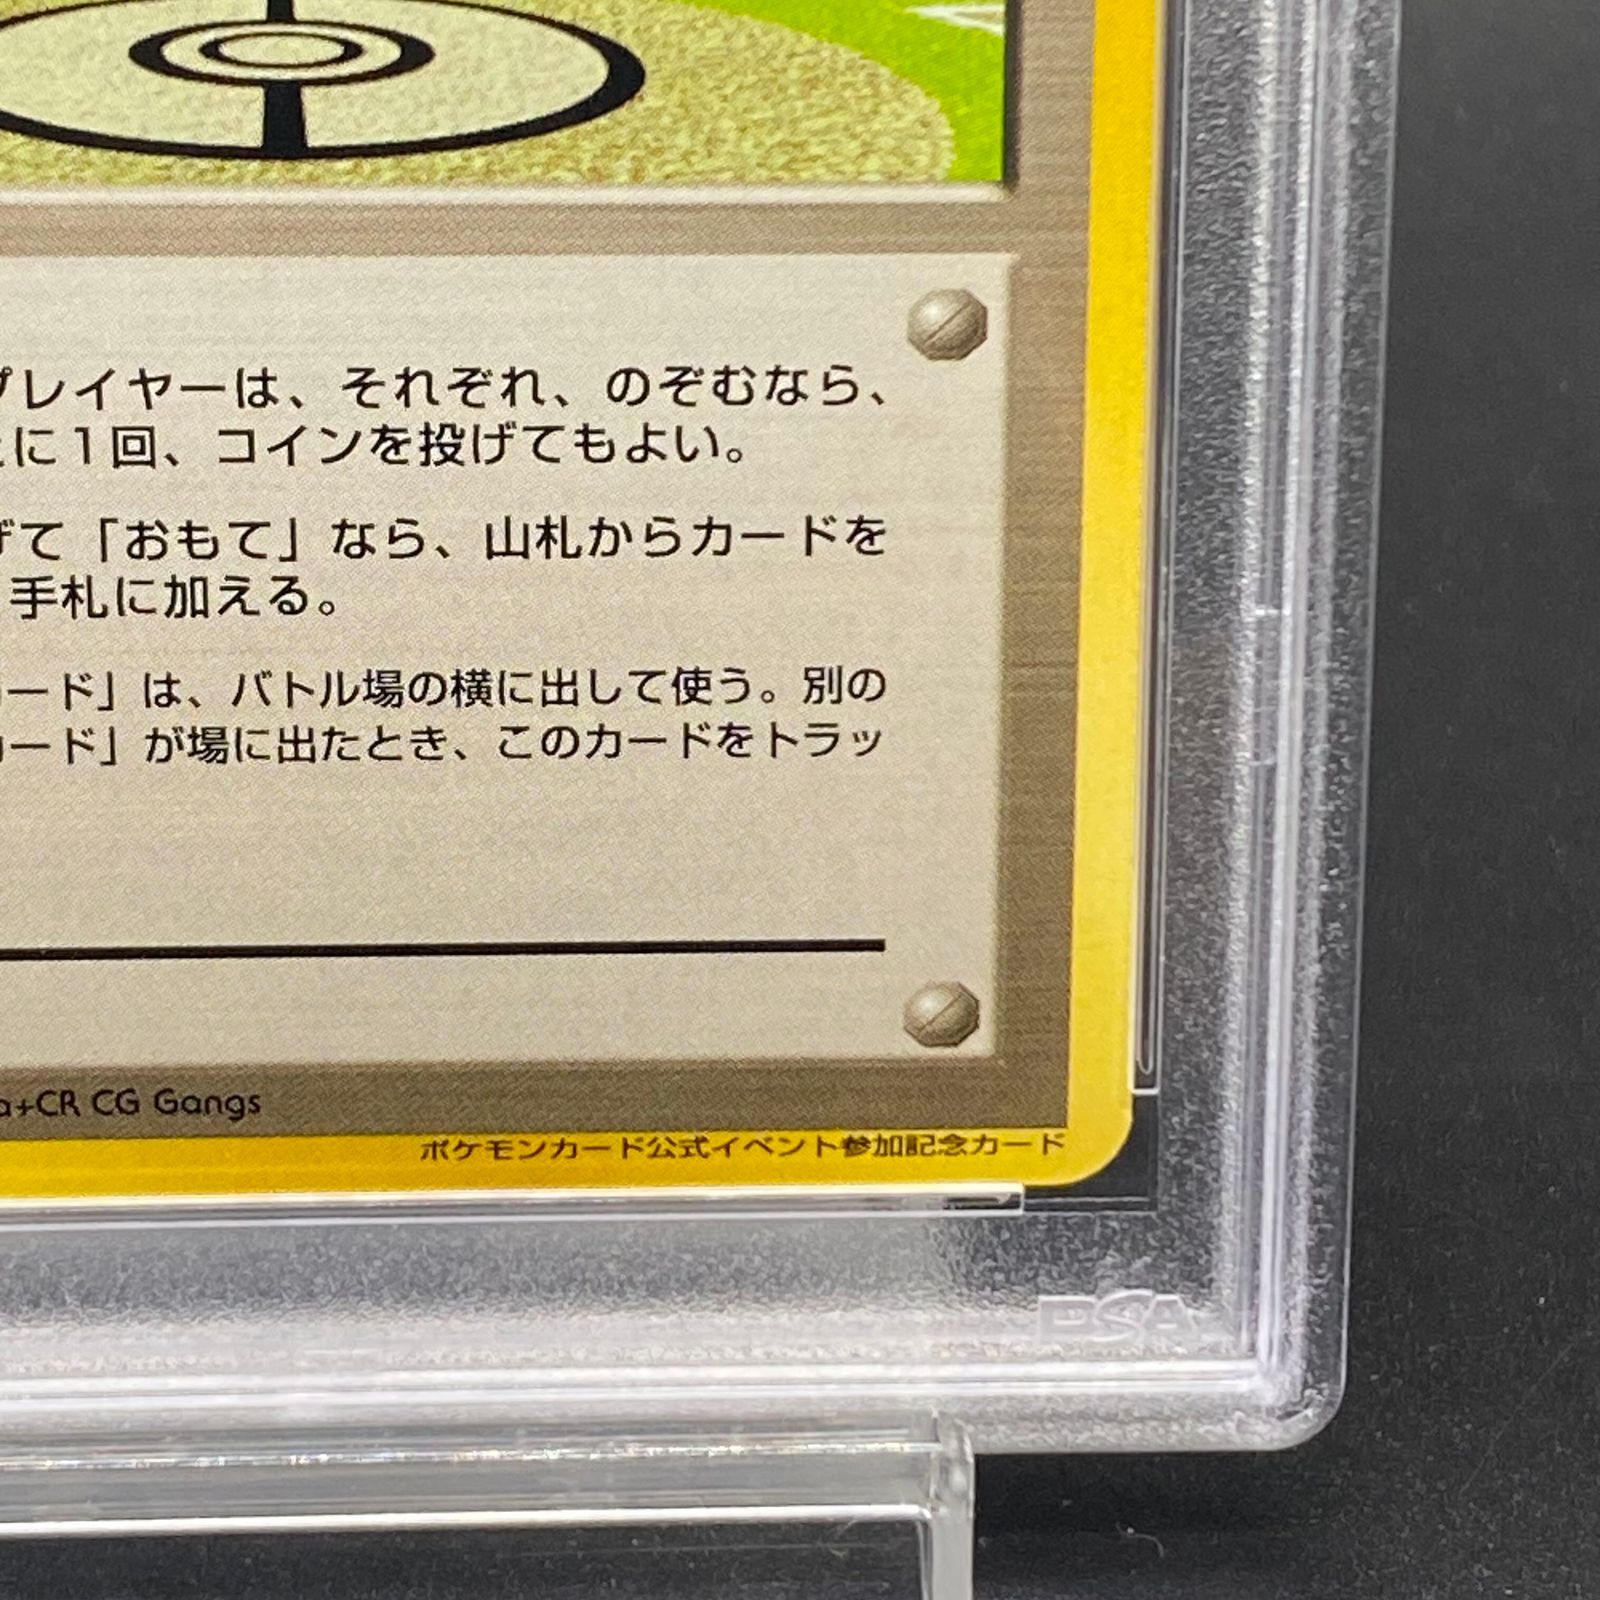 プレイヤーは、それぞれ、のぞむなら、
に1回、コインを投げてもよい。
げて「おもて」なら、山札からカードを
手札に加える。
カード」は、バトル場の横に出して使う。別の
カード」が場に出たとき、このカードをトラッ
a+CR CG Gangs
ポケモンカード公式イベント参加記念カード
PSA